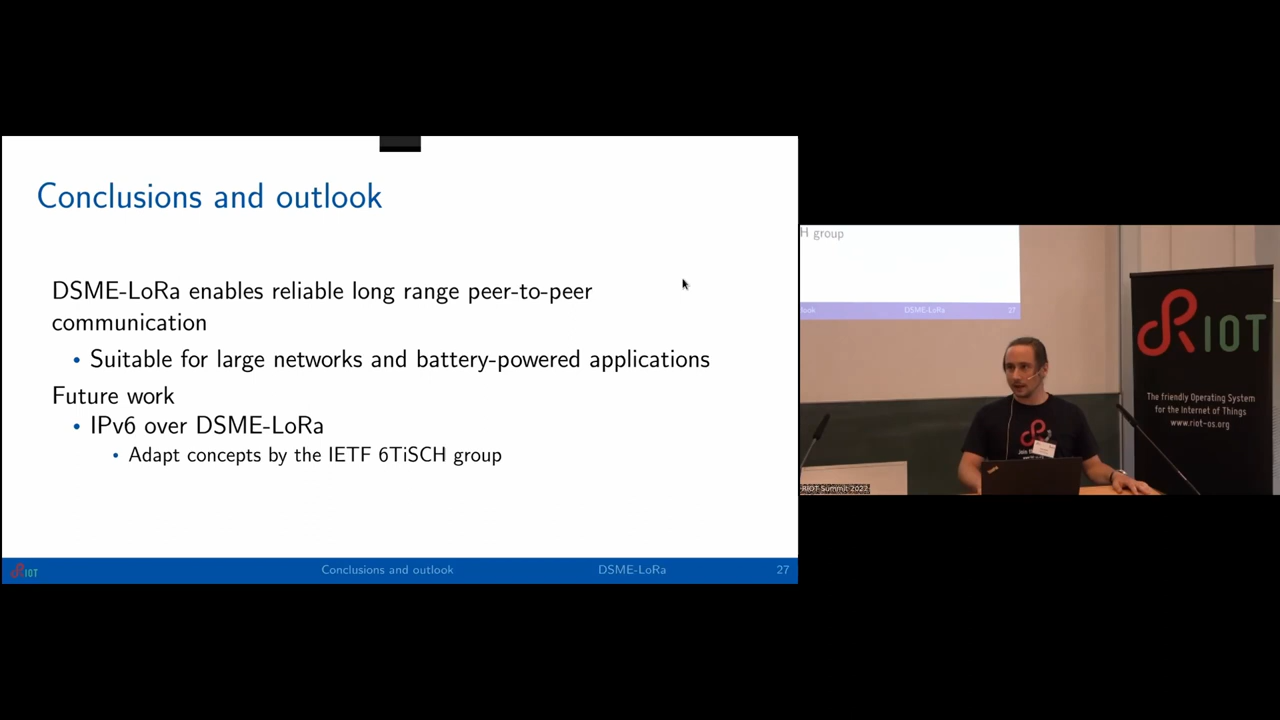 Conclusions and outlook
DSME-LoRa enables reliable long range peer-to-peer
communication
• Suitable for large networks and battery-powered applications
Future work
• IPv6 over DSME-LoRa
• Adapt concepts by the IETF 6TiSCH group
RIOT
Conclusions and outlook
DSME-LoRa
27
H group
look
DSME-LoRa
27
RIOT
The friendly Operating System
for the Internet of Things
www.riot-os.org
RIOT Summit 2022